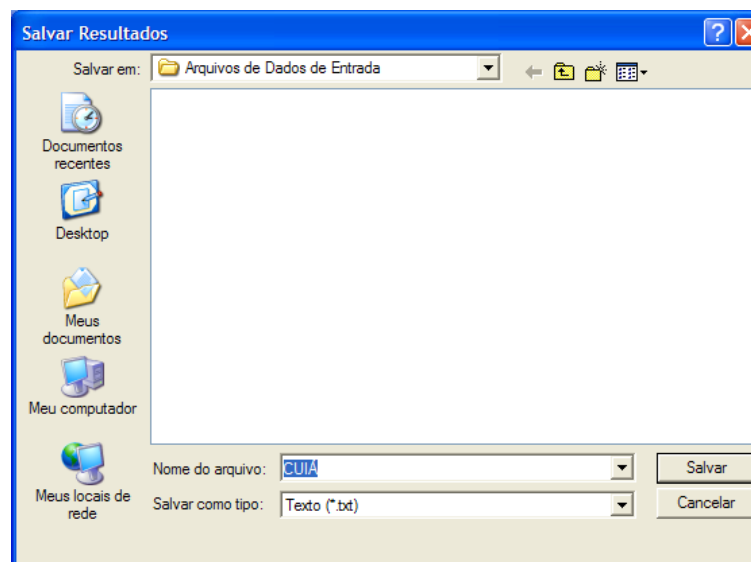 Salvar Resultados
Salvar em: Arquivos de Dados de Entrada
Documentos
recentes
Desktop
Meus
documentos
Meu computador
Meus locais de
rede
Nome do arquivo: CUIÁ Salvar
Salvar como tipo: Texto (*.txt) Cancelar